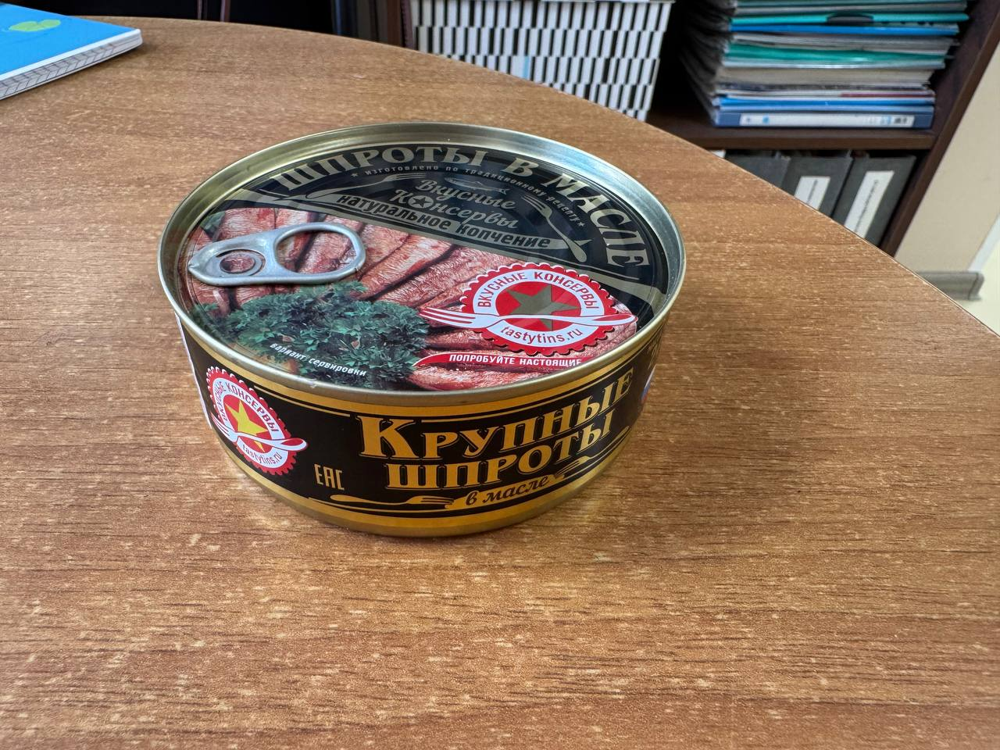 ШПРОТЫ В МАСЛЕ
* изготовлено по традиционному рецепту *
Вкусные
Консервы
натуральное копчение
ВКУСНЫЕ КОНСЕРВЫ
tastytins.ru
ПОПРОБУЙТЕ НАСТОЯЩИЕ
вариант сервировки
ВКУСНЫЕ КОНСЕРВЫ
tastytins.ru
EAC
КРУПНЫЕ
ШПРОТЫ
в масле